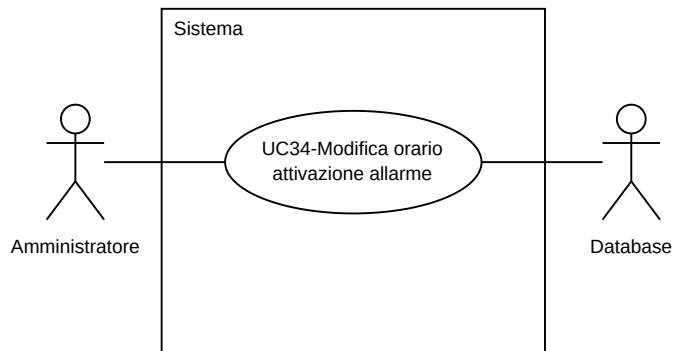 Sistema
UC34-Modifica orario
attivazione allarme
Amministratore
Database